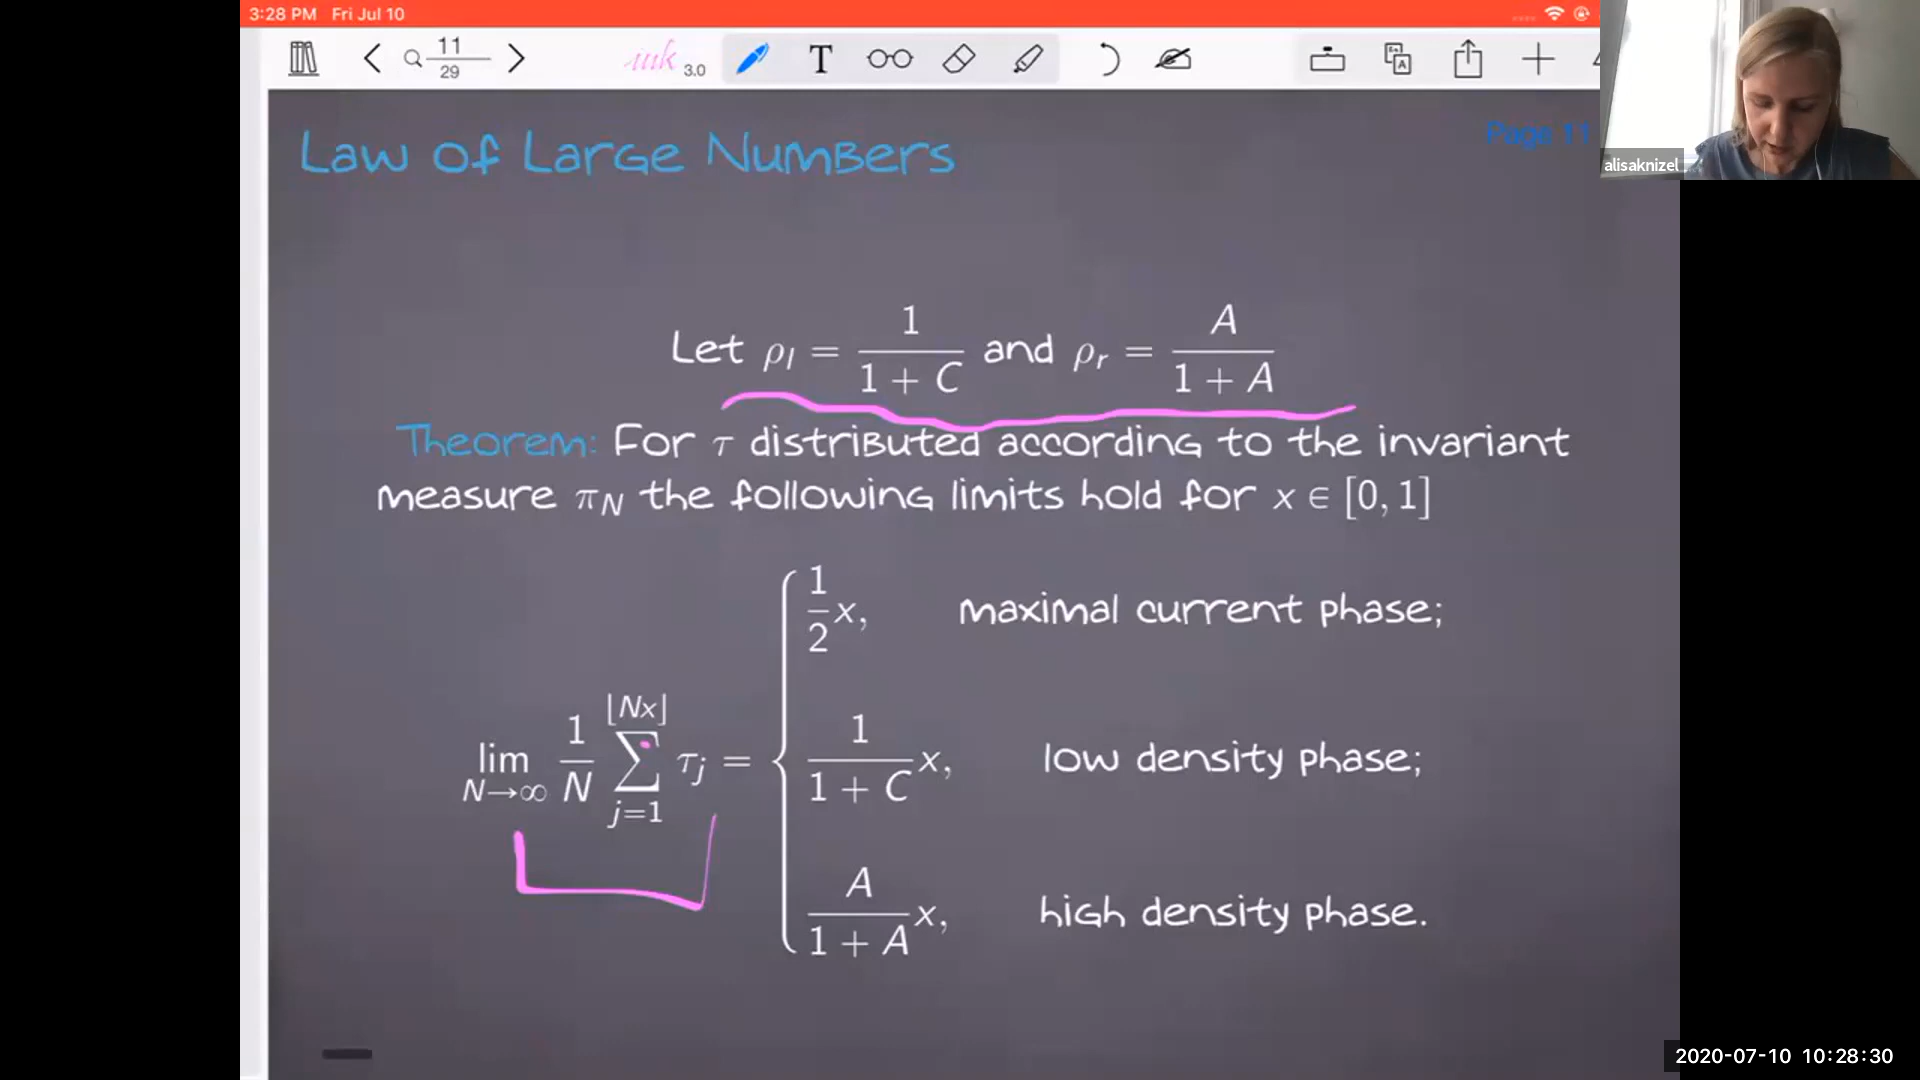 3:28 PM Fri Jul 10
11
29
ink 3.0
T
Law of Large Numbers
Page 11
alisaknizel
Let ρ_l = 1/(1 + C) and ρ_r = A/(1 + A)
Theorem: For τ distributed according to the invariant
measure π_N the following limits hold for x ∈ [0, 1]
lim_{N→∞} 1/N ∑_{j=1}^{⌊Nx⌋} τ_j =
1/2 x, maximal current phase;
1/(1 + C) x, low density phase;
A/(1 + A) x, high density phase.
2020-07-10 10:28:30